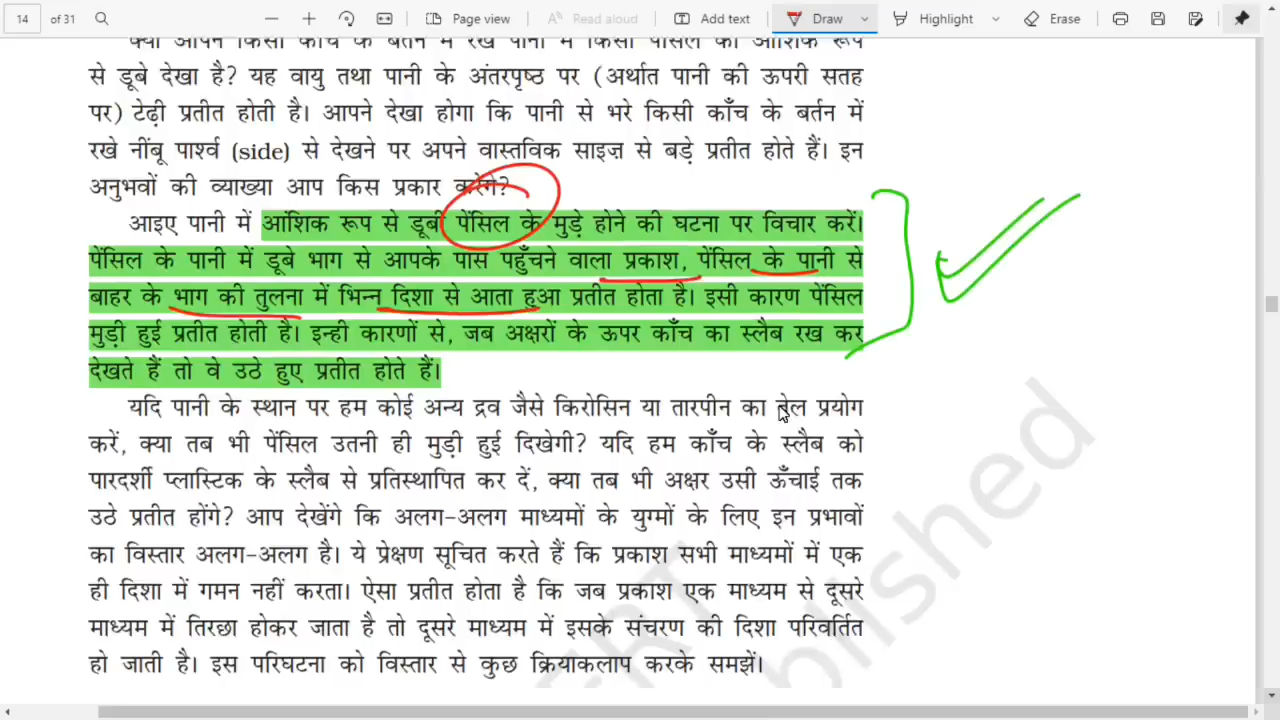 14 of 31 Page view Read aloud Add text Draw Highlight Erase
क्या आपने किसी काँच के बर्तन में रखे पानी में किसी पेंसिल को आंशिक रूप
से डूबे देखा है? यह वायु तथा पानी के अंतरपृष्ठ पर (अर्थात पानी की ऊपरी सतह
पर) टेढ़ी प्रतीत होती है। आपने देखा होगा कि पानी से भरे किसी काँच के बर्तन में
रखे नींबू पार्श्व (side) से देखने पर अपने वास्तविक साइज़ से बड़े प्रतीत होते हैं। इन
अनुभवों की व्याख्या आप किस प्रकार करेंगे?
आइए पानी में आंशिक रूप से डूबी पेंसिल के मुड़े होने की घटना पर विचार करें।
पेंसिल के पानी में डूबे भाग से आपके पास पहुँचने वाला प्रकाश, पेंसिल के पानी से
बाहर के भाग की तुलना में भिन्न दिशा से आता हुआ प्रतीत होता है। इसी कारण पेंसिल
मुड़ी हुई प्रतीत होती है। इन्ही कारणों से, जब अक्षरों के ऊपर काँच का स्लैब रख कर
देखते हैं तो वे उठे हुए प्रतीत होते हैं।
यदि पानी के स्थान पर हम कोई अन्य द्रव जैसे किरोसिन या तारपीन का तेल प्रयोग
करें, क्या तब भी पेंसिल उतनी ही मुड़ी हुई दिखेगी? यदि हम काँच के स्लैब को
पारदर्शी प्लास्टिक के स्लैब से प्रतिस्थापित कर दें, क्या तब भी अक्षर उसी ऊँचाई तक
उठे प्रतीत होंगे? आप देखेंगे कि अलग-अलग माध्यमों के युग्मों के लिए इन प्रभावों
का विस्तार अलग-अलग है। ये प्रेक्षण सूचित करते हैं कि प्रकाश सभी माध्यमों में एक
ही दिशा में गमन नहीं करता। ऐसा प्रतीत होता है कि जब प्रकाश एक माध्यम से दूसरे
माध्यम में तिरछा होकर जाता है तो दूसरे माध्यम में इसके संचरण की दिशा परिवर्तित
हो जाती है। इस परिघटना को विस्तार से कुछ क्रियाकलाप करके समझें।